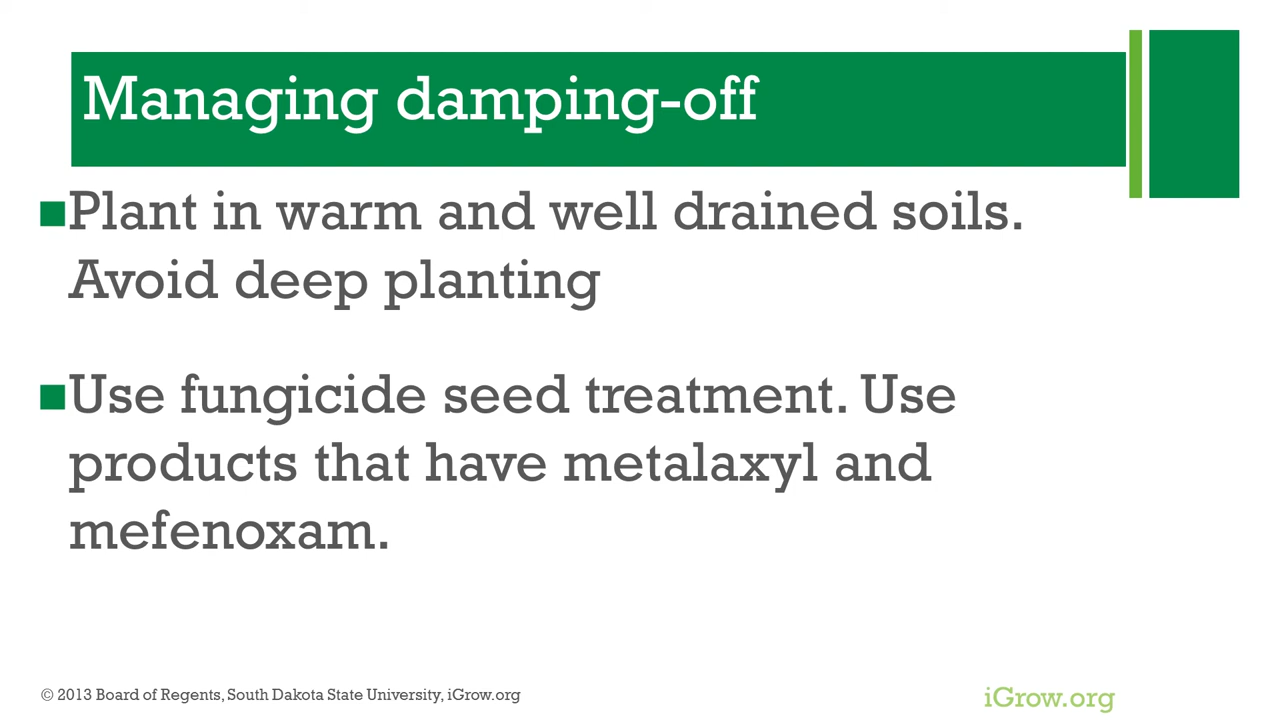 Managing damping-off
Plant in warm and well drained soils.
Avoid deep planting
Use fungicide seed treatment. Use
products that have metalaxyl and
mefenoxam.
© 2013 Board of Regents, South Dakota State University, iGrow.org
iGrow.org